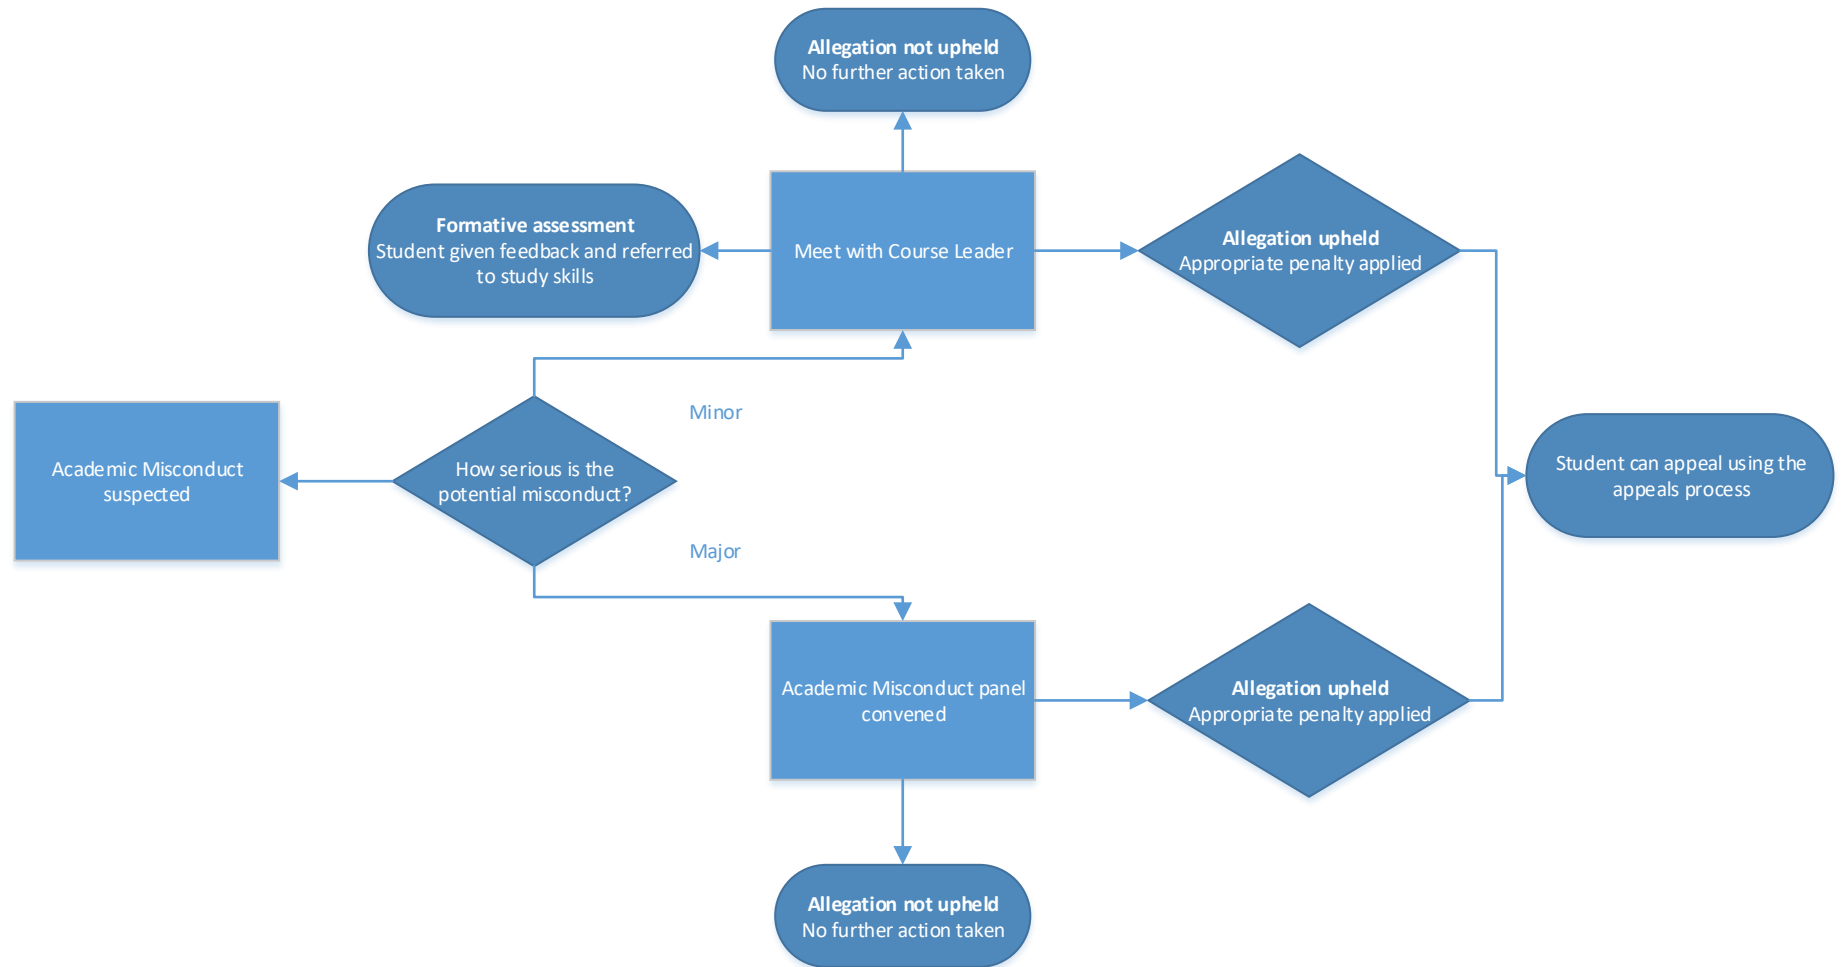 Allegation not upheld
No further action taken
Formative assessment
Student given feedback and referred
to study skills
Meet with Course Leader
Allegation upheld
Appropriate penalty applied
Minor
Academic Misconduct
suspected
How serious is the
potential misconduct?
Student can appeal using the
appeals process
Major
Academic Misconduct panel
convened
Allegation upheld
Appropriate penalty applied
Allegation not upheld
No further action taken